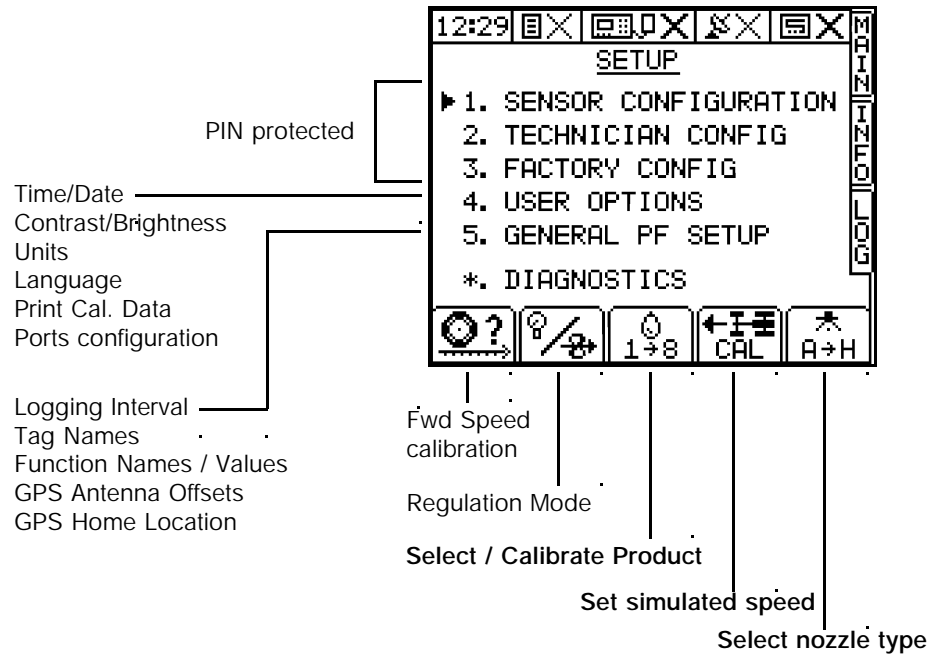 12:29
SETUP
1. SENSOR CONFIGURATION
2. TECHNICIAN CONFIG
3. FACTORY CONFIG
4. USER OPTIONS
5. GENERAL PF SETUP
*. DIAGNOSTICS
MAIN
INFO
LOG
?
1→8
CAL
A→H
PIN protected
Time/Date
Contrast/Brightness
Units
Language
Print Cal. Data
Ports configuration
Logging Interval
Tag Names
Function Names / Values
GPS Antenna Offsets
GPS Home Location
Fwd Speed
calibration
Regulation Mode
Select / Calibrate Product
Set simulated speed
Select nozzle type